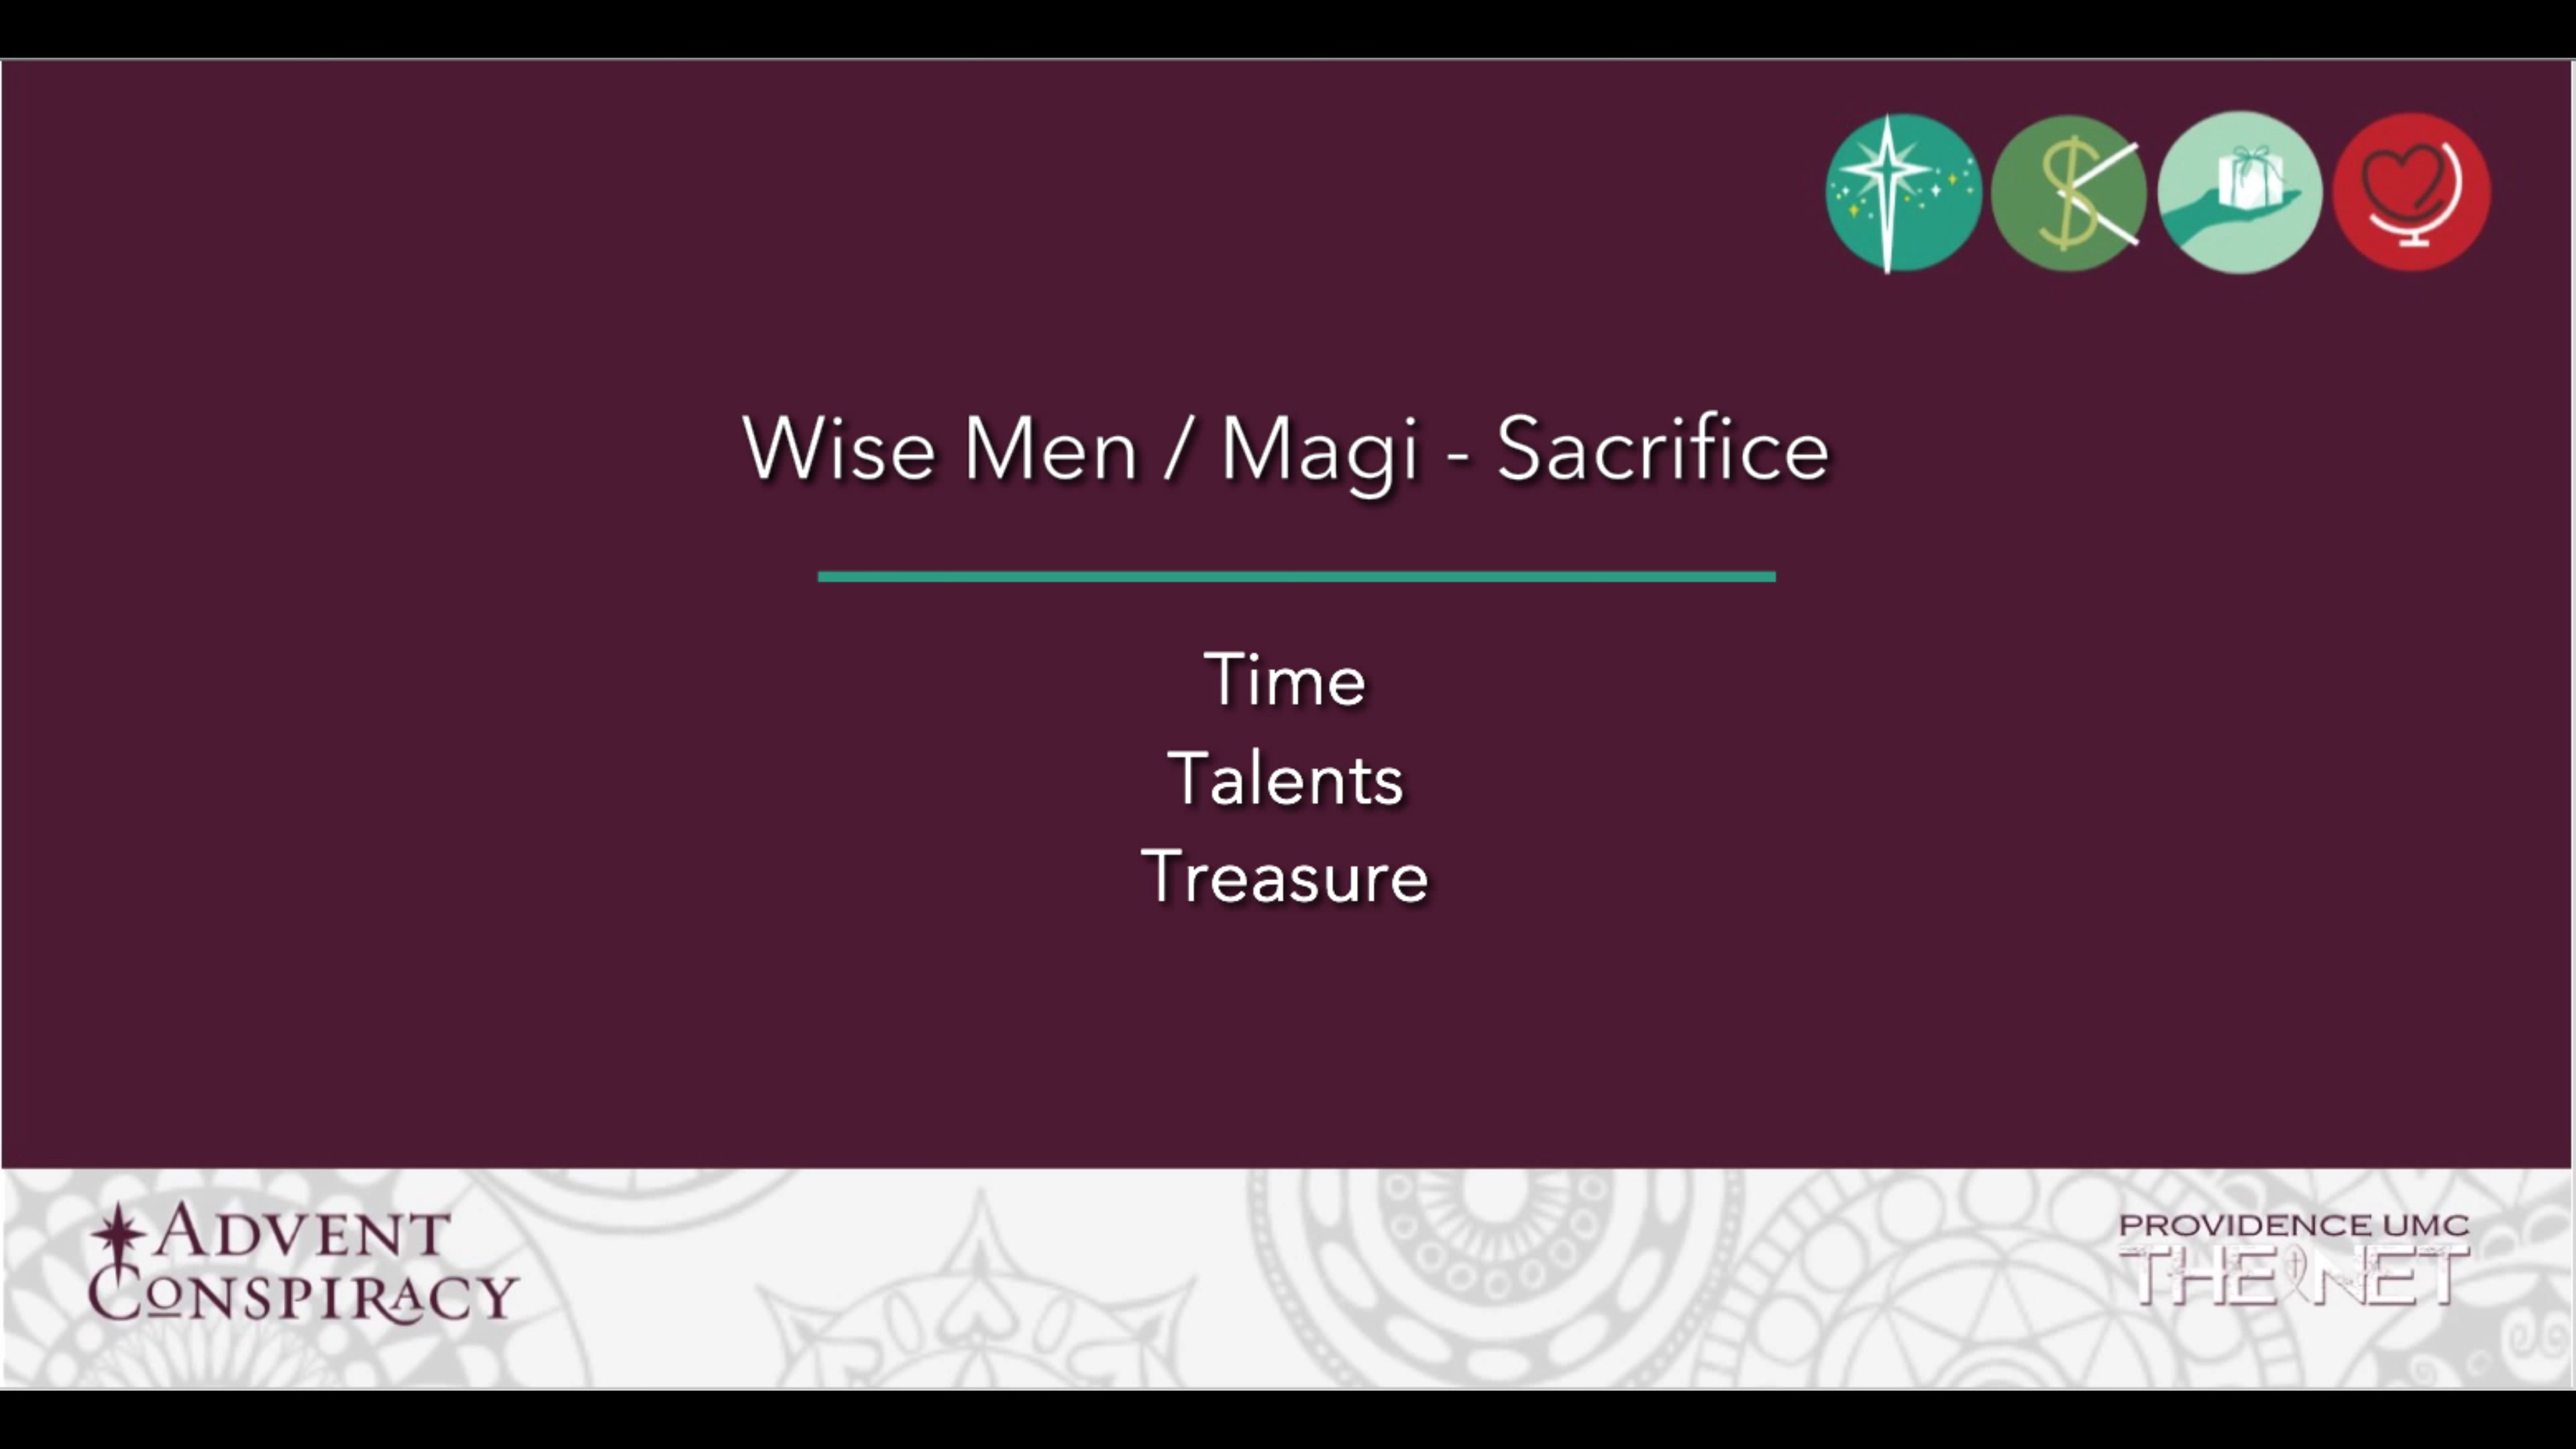 Wise Men / Magi - Sacrifice
Time
Talents
Treasure
ADVENT
CONSPIRACY
PROVIDENCE UMC
THE NET